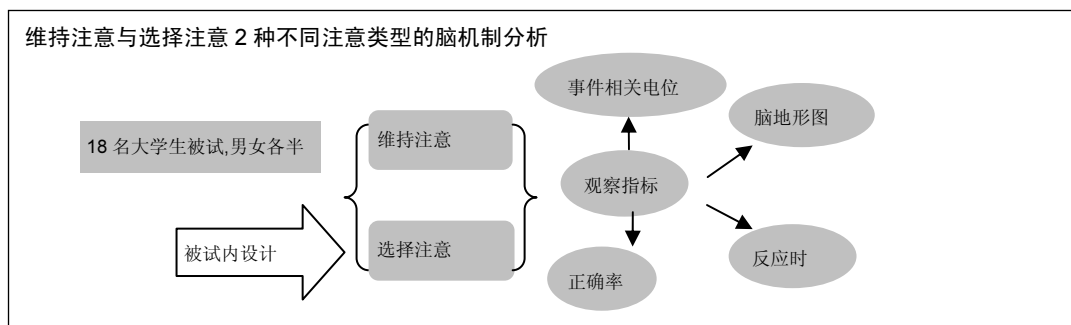 维持注意与选择注意 2 种不同注意类型的脑机制分析
事件相关电位
脑地形图
18 名大学生被试,男女各半
维持注意
观察指标
被试内设计
选择注意
反应时
正确率